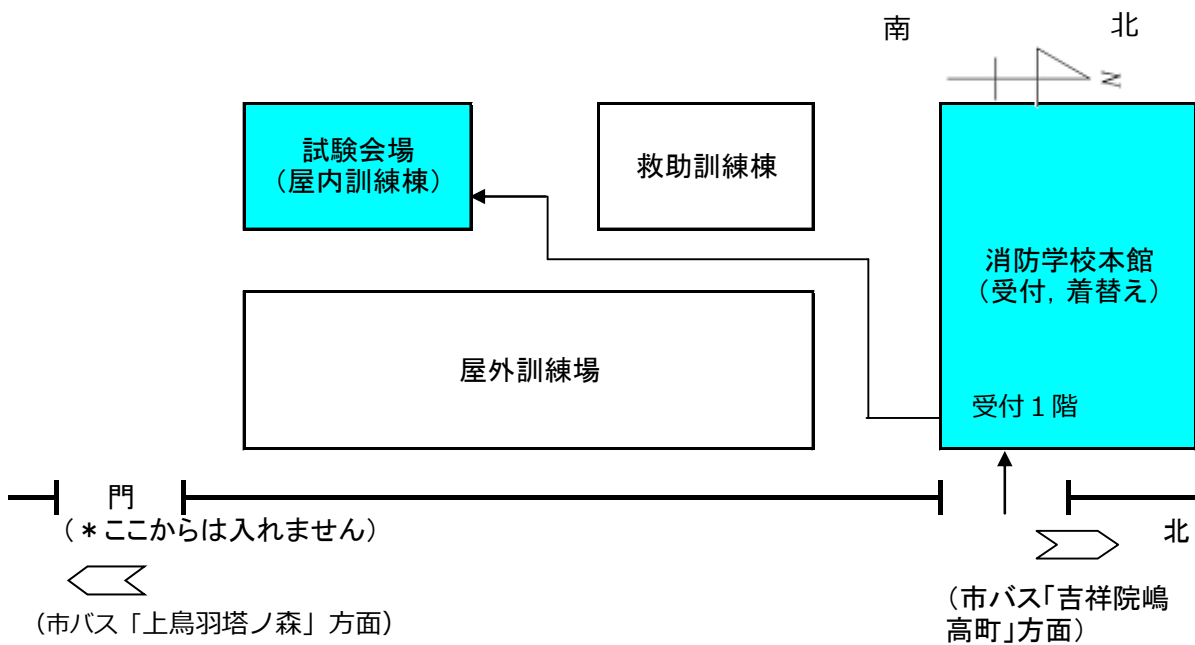 南
北
N
試験会場
（屋内訓練棟）
救助訓練棟
消防学校本館
（受付，着替え）
屋外訓練場
受付１階
門
（＊ここからは入れません）
北
（市バス「上鳥羽塔ノ森」方面）
（市バス「吉祥院嶋
高町」方面）